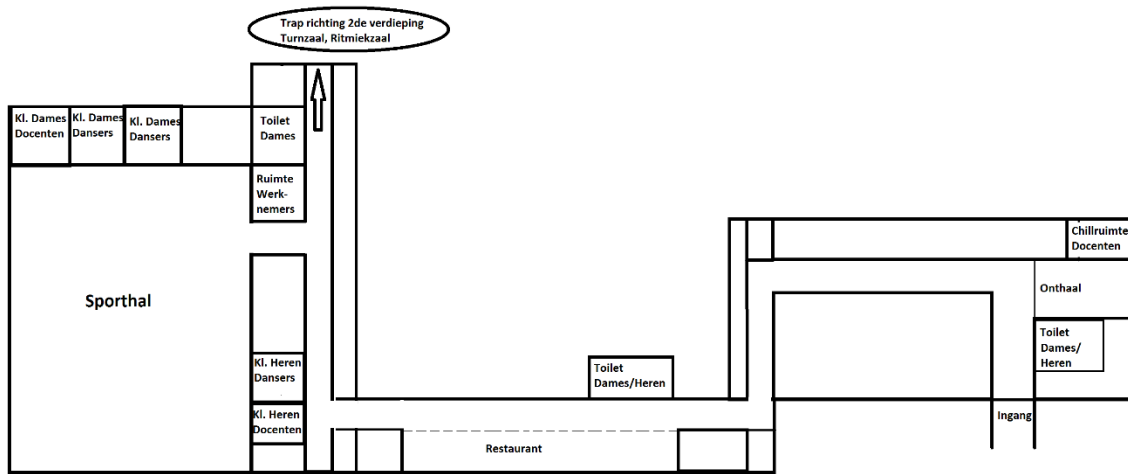 Trap richting 2de verdieping
Turnzaal, Ritmiekzaal
Kl. Dames
Docenten
Kl. Dames
Dansers
Kl. Dames
Dansers
Toilet
Dames
Ruimte
Werk-
nemers
Sporthal
Kl. Heren
Dansers
Kl. Heren
Docenten
Toilet
Dames/Heren
Restaurant
Chillruimte
Docenten
Onthaal
Toilet
Dames/
Heren
Ingang